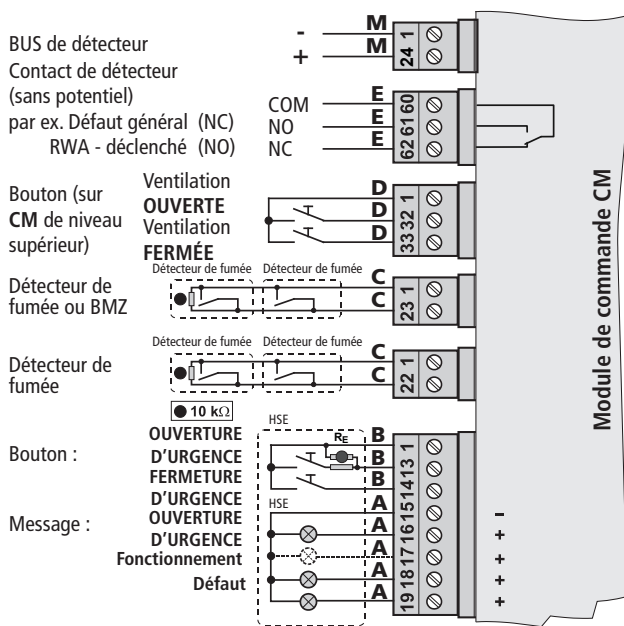 BUS de détecteur
- M 1
+ M 24
Contact de détecteur
(sans potentiel)
par ex. Défaut général (NC)
RWA - déclenché (NO)
COM E 60
NO E 61
NC E 62
Bouton (sur
CM de niveau
supérieur)
Ventilation
OUVERTE
Ventilation
FERMÉE
D 1
D 32
D 33
Détecteur de
fumée ou BMZ
Détecteur de fumée Détecteur de fumée
C 1
C 23
Détecteur de
fumée
Détecteur de fumée Détecteur de fumée
C 1
C 22
10 kΩ
HSE
Bouton :
OUVERTURE
D'URGENCE
FERMETURE
D'URGENCE
RE
B 1
B 13
B 14
HSE
Message :
OUVERTURE
D'URGENCE
Fonctionnement
Défaut
A 15 -
A 16 +
A 17 +
A 18 +
A 19 +
Module de commande CM